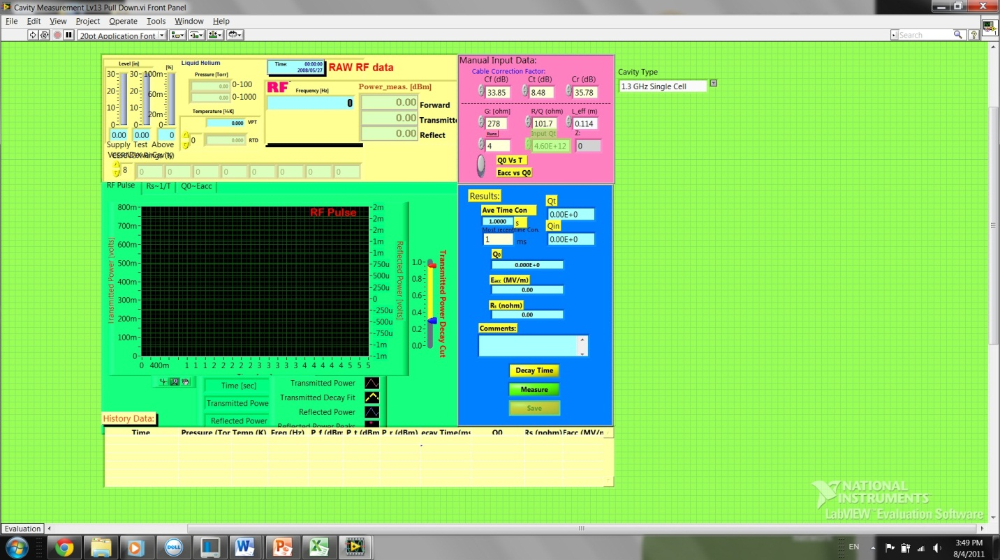 Cavity Measurement Lv13 Pull Down.vi Front Panel
File Edit View Project Operate Tools Window Help
20pt Application Font
Search
Level [in]
[%]
Liquid Helium
Pressure [Torr]
0.00 0-100
0.00 0-1000
Temperature [¼K]
0.000 VPT
0 0.000 RTD
30 20 10 0
30 20 10 0
100m 60m 20m 0
0.00 0.00 0
Supply Test Above
8 0 0 0 0 0 0 0 0
Time: 00:00:00
2008/05/27
RAW RF data
RF Frequency [Hz]
0
Power_meas. [dBm]
0.00 Forward
0.00 Transmitte
0.00 Reflect
Manual Input Data:
Cable Correction Factor:
Cf (dB) Ct (dB) Cr (dB)
33.85 8.48 35.78
G: [ohm] R/Q (ohm) L_eff (m)
278 101.7 0.114
Runs Input Qt Z:
4 4.60E+12 0
Q0 Vs T
Eacc vs Q0
Cavity Type
1.3 GHz Single Cell
RF Pulse Rs~1/T Q0~Eacc
RF Pulse
Transmitted Power [volts]
800m
700m
600m
500m
400m
300m
200m
100m
0
0 400m 1 1 2 2 2 2 3 3 3 4 4 4 5 5
-2m
-2m
-2m
-1m
-1m
-750u
-500u
-250u
-0
--250u
--500u
--750u
--1m
--1m
Reflected Power [volts]
1.0
0.8
0.6
0.4
0.2
0.0
Transmitted Power Decay Cut
Time [sec]
Transmitted Powe
Reflected Power
Transmitted Power
Transmitted Decay Fit
Reflected Power
Reflected Power Peaks
Results:
Ave Time Con
1.0000 s
Most recenttime Con.
1 ms
Qt
0.00E+0
Qin
0.00E+0
Q0
0.000E+0
Eacc (MV/m)
0.00
Rs (nohm)
0.00
Comments:
Decay Time
Measure
Save
History Data:
Time Pressure (Tor Temp (K) Freq (Hz) P_f (dBm P_t (dBm P_r (dBm) ecay Time(ms Q0 Rs (nohm) Eacc (MV/n
NATIONAL
INSTRUMENTS
LabVIEW Evaluation Software
Evaluation
DELL
EN
3:49 PM
8/4/2011